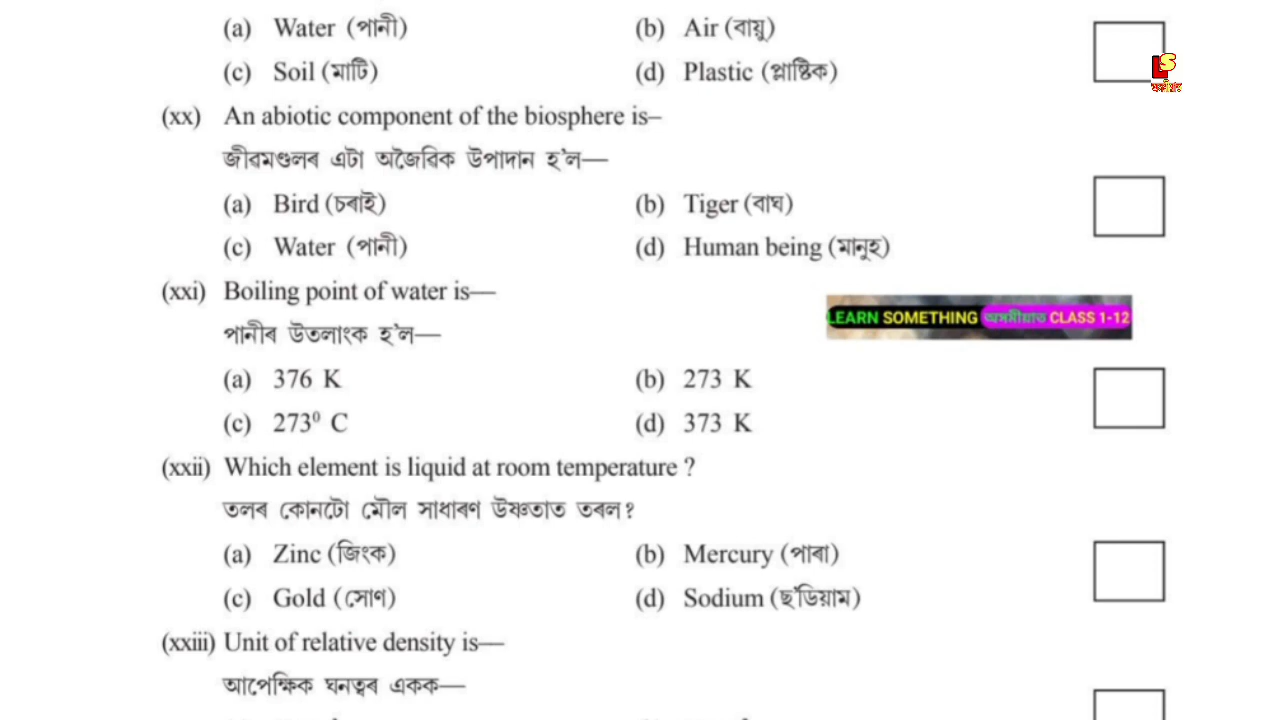 (a) Water (পানী) (b) Air (বায়ু)
(c) Soil (মাটি) (d) Plastic (প্লাষ্টিক)
LS
(xx) An abiotic component of the biosphere is–
জীৱমণ্ডলৰ এটা অজৈৱিক উপাদান হ’ল—
(a) Bird (চৰাই) (b) Tiger (বাঘ)
(c) Water (পানী) (d) Human being (মানুহ)
(xxi) Boiling point of water is—
LEARN SOMETHING অসমীয়াত CLASS 1-12
পানীৰ উতলাংক হ’ল—
(a) 376 K (b) 273 K
(c) 273⁰ C (d) 373 K
(xxii) Which element is liquid at room temperature ?
তলৰ কোনটো মৌল সাধাৰণ উষ্ণতাত তৰল?
(a) Zinc (জিংক) (b) Mercury (পাৰা)
(c) Gold (সোণ) (d) Sodium (ছ’ডিয়াম)
(xxiii) Unit of relative density is—
আপেক্ষিক ঘনত্বৰ একক—